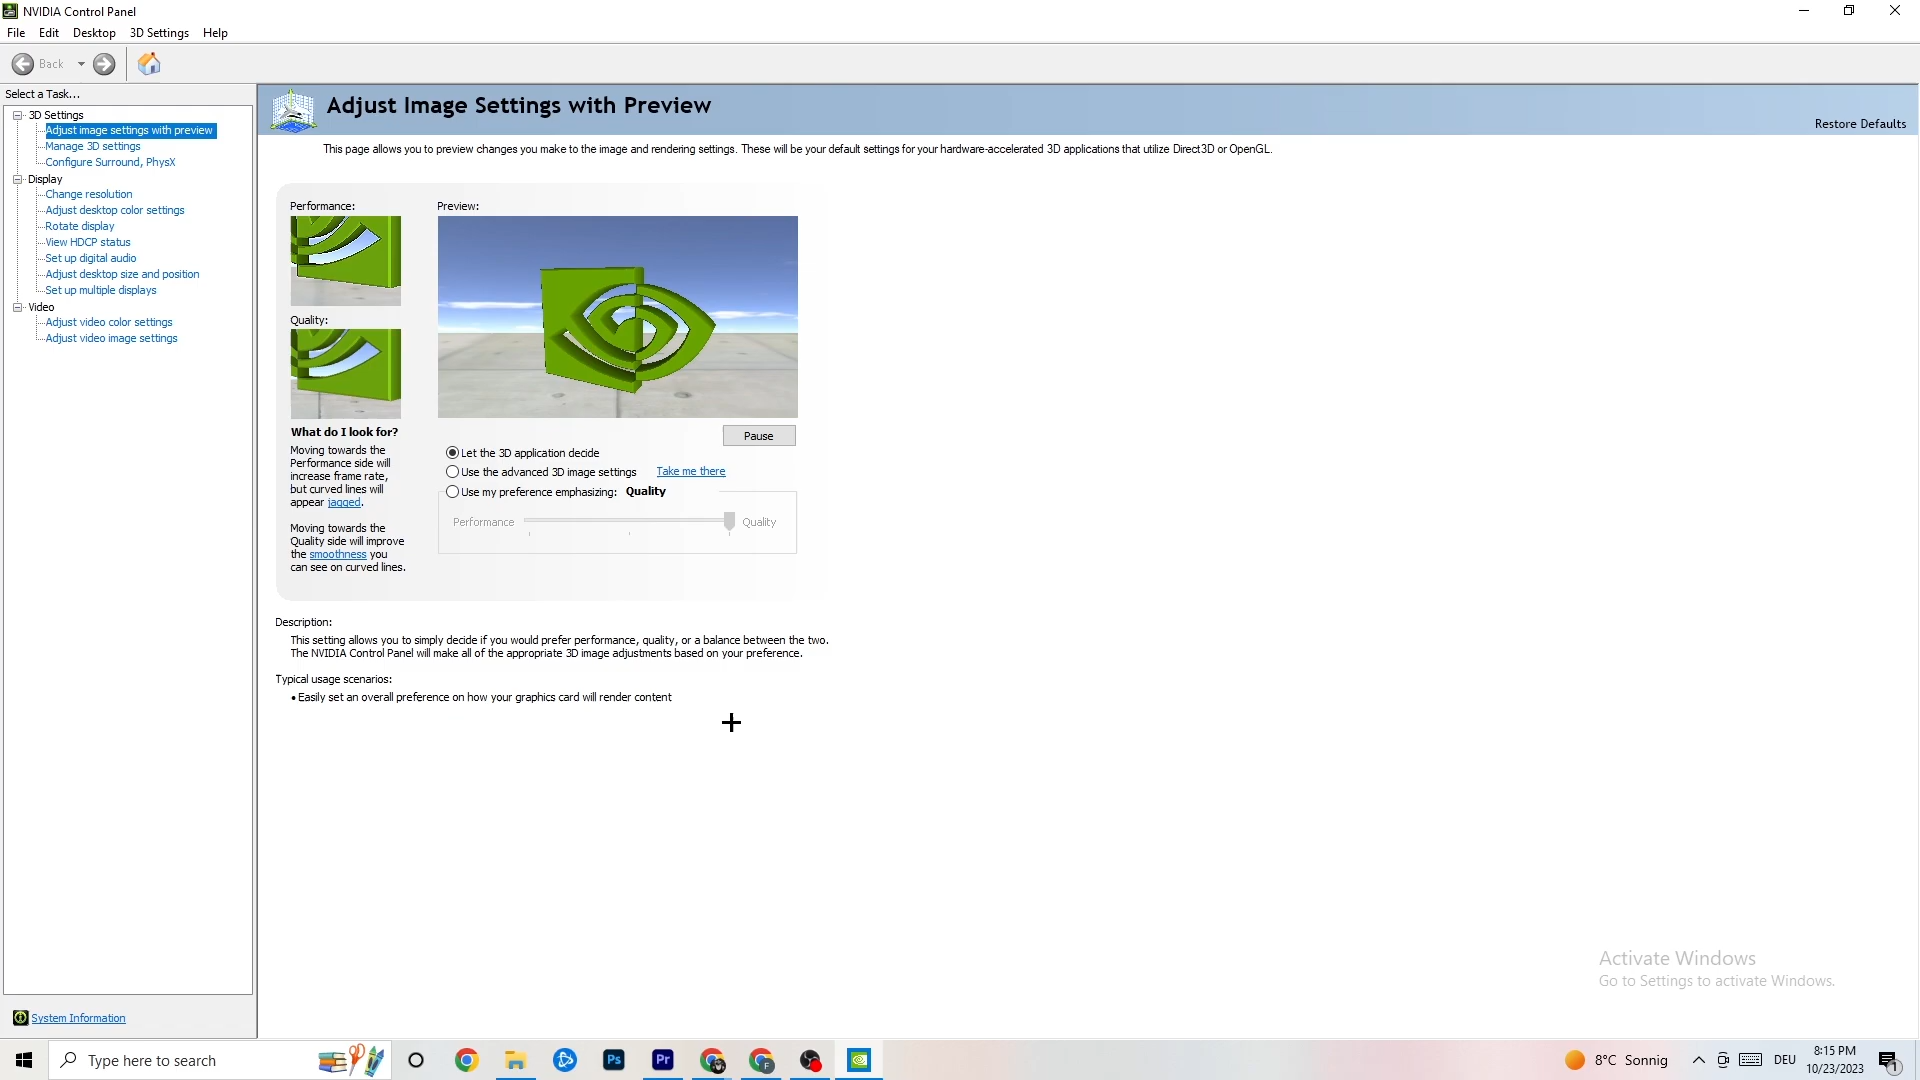 NVIDIA Control Panel
File Edit Desktop 3D Settings Help
Back
Select a Task...
3D Settings
Adjust image settings with preview
Manage 3D settings
Configure Surround, PhysX
Display
Change resolution
Adjust desktop color settings
Rotate display
View HDCP status
Set up digital audio
Adjust desktop size and position
Set up multiple displays
Video
Adjust video color settings
Adjust video image settings
System Information
Adjust Image Settings with Preview
Restore Defaults
This page allows you to preview changes you make to the image and rendering settings. These will be your default settings for your hardware-accelerated 3D applications that utilize Direct3D or OpenGL.
Performance:
Quality:
What do I look for?
Moving towards the
Performance side will
increase frame rate,
but curved lines will
appear jagged.
Moving towards the
Quality side will improve
the smoothness you
can see on curved lines.
Preview:
Pause
Let the 3D application decide
Use the advanced 3D image settings Take me there
Use my preference emphasizing: Quality
Performance Quality
Description:
This setting allows you to simply decide if you would prefer performance, quality, or a balance between the two.
The NVIDIA Control Panel will make all of the appropriate 3D image adjustments based on your preference.
Typical usage scenarios:
• Easily set an overall preference on how your graphics card will render content
Activate Windows
Go to Settings to activate Windows.
Type here to search
Ps
Pr
F
8°C Sonnig
DEU
8:15 PM
10/23/2023
1